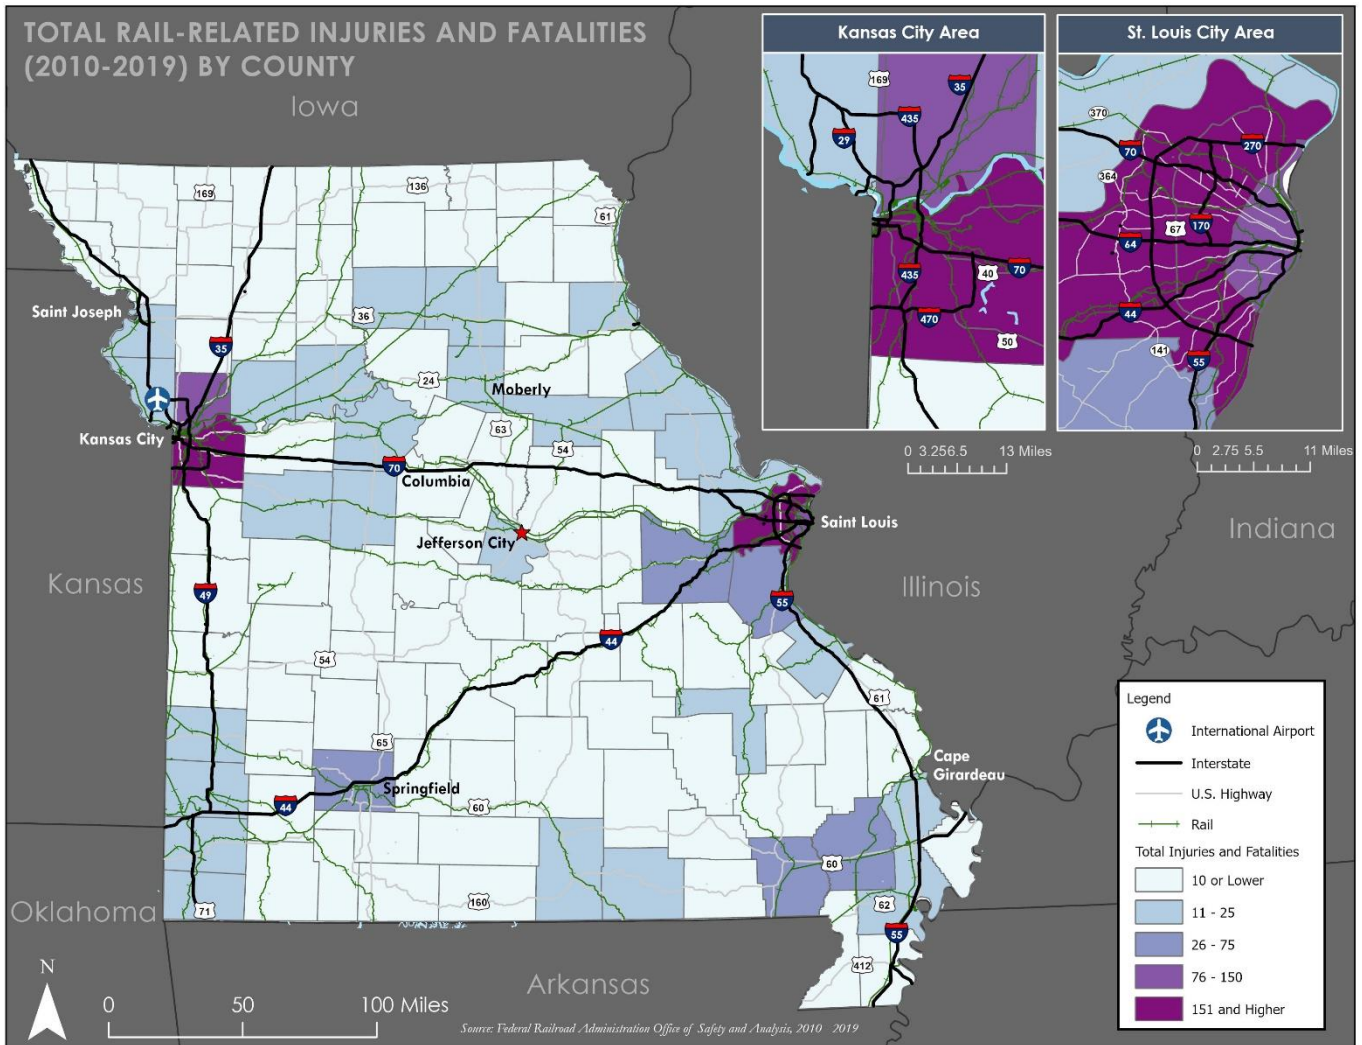 TOTAL RAIL-RELATED INJURIES AND FATALITIES
(2010-2019) BY COUNTY
Kansas City Area
St. Louis City Area
169
35
435
29
435
40
70
470
50
370
70
270
364
67
170
64
44
141
55
0 3.256.5 13 Miles
0 2.75 5.5 11 Miles
Iowa
169
136
61
Saint Joseph
36
35
24
Moberly
Kansas City
63
54
70
Columbia
Saint Louis
Jefferson City
Indiana
Kansas
Illinois
49
55
44
54
61
65
Cape
Girardeau
Springfield
44
60
60
Oklahoma
71
160
62
55
412
Arkansas
N
0 50 100 Miles
Source: Federal Railroad Administration Office of Safety and Analysis, 2010 2019
Legend
International Airport
Interstate
U.S. Highway
Rail
Total Injuries and Fatalities
10 or Lower
11 - 25
26 - 75
76 - 150
151 and Higher